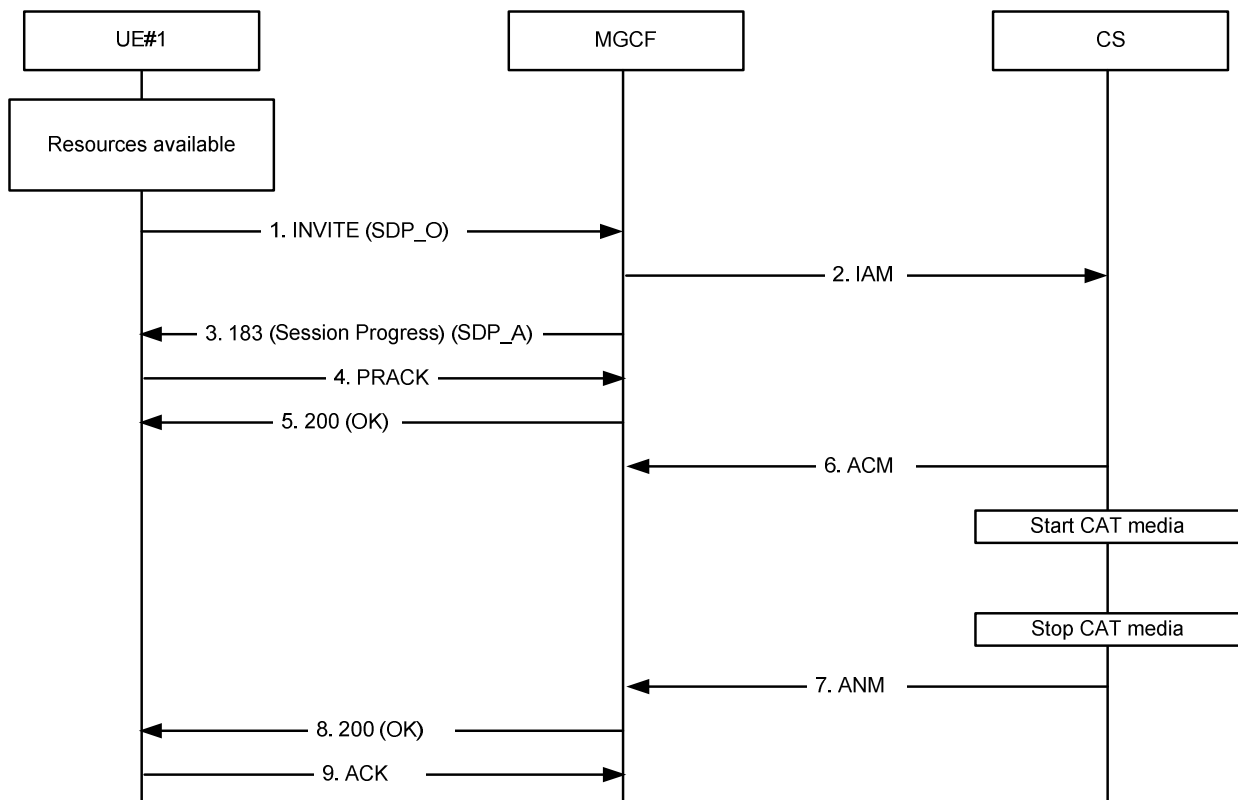 UE#1
MGCF
CS
Resources available
1. INVITE (SDP_O)
2. IAM
3. 183 (Session Progress) (SDP_A)
4. PRACK
5. 200 (OK)
6. ACM
Start CAT media
Stop CAT media
7. ANM
8. 200 (OK)
9. ACK